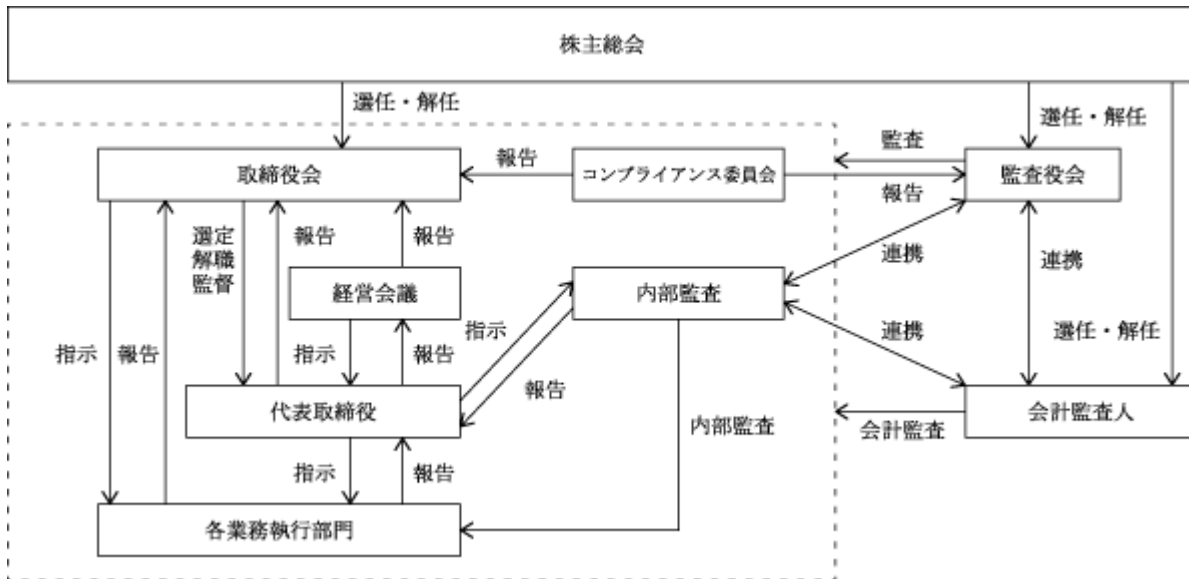 株主総会
選任・解任
選任・解任
監査
報告
取締役会
コンプライアンス委員会
監査役会
報告
選定
解職
監督
報告
報告
連携
連携
経営会議
内部監査
指示
指示
報告
指示
報告
連携
選任・解任
報告
代表取締役
会計監査人
内部監査
会計監査
指示
報告
各業務執行部門